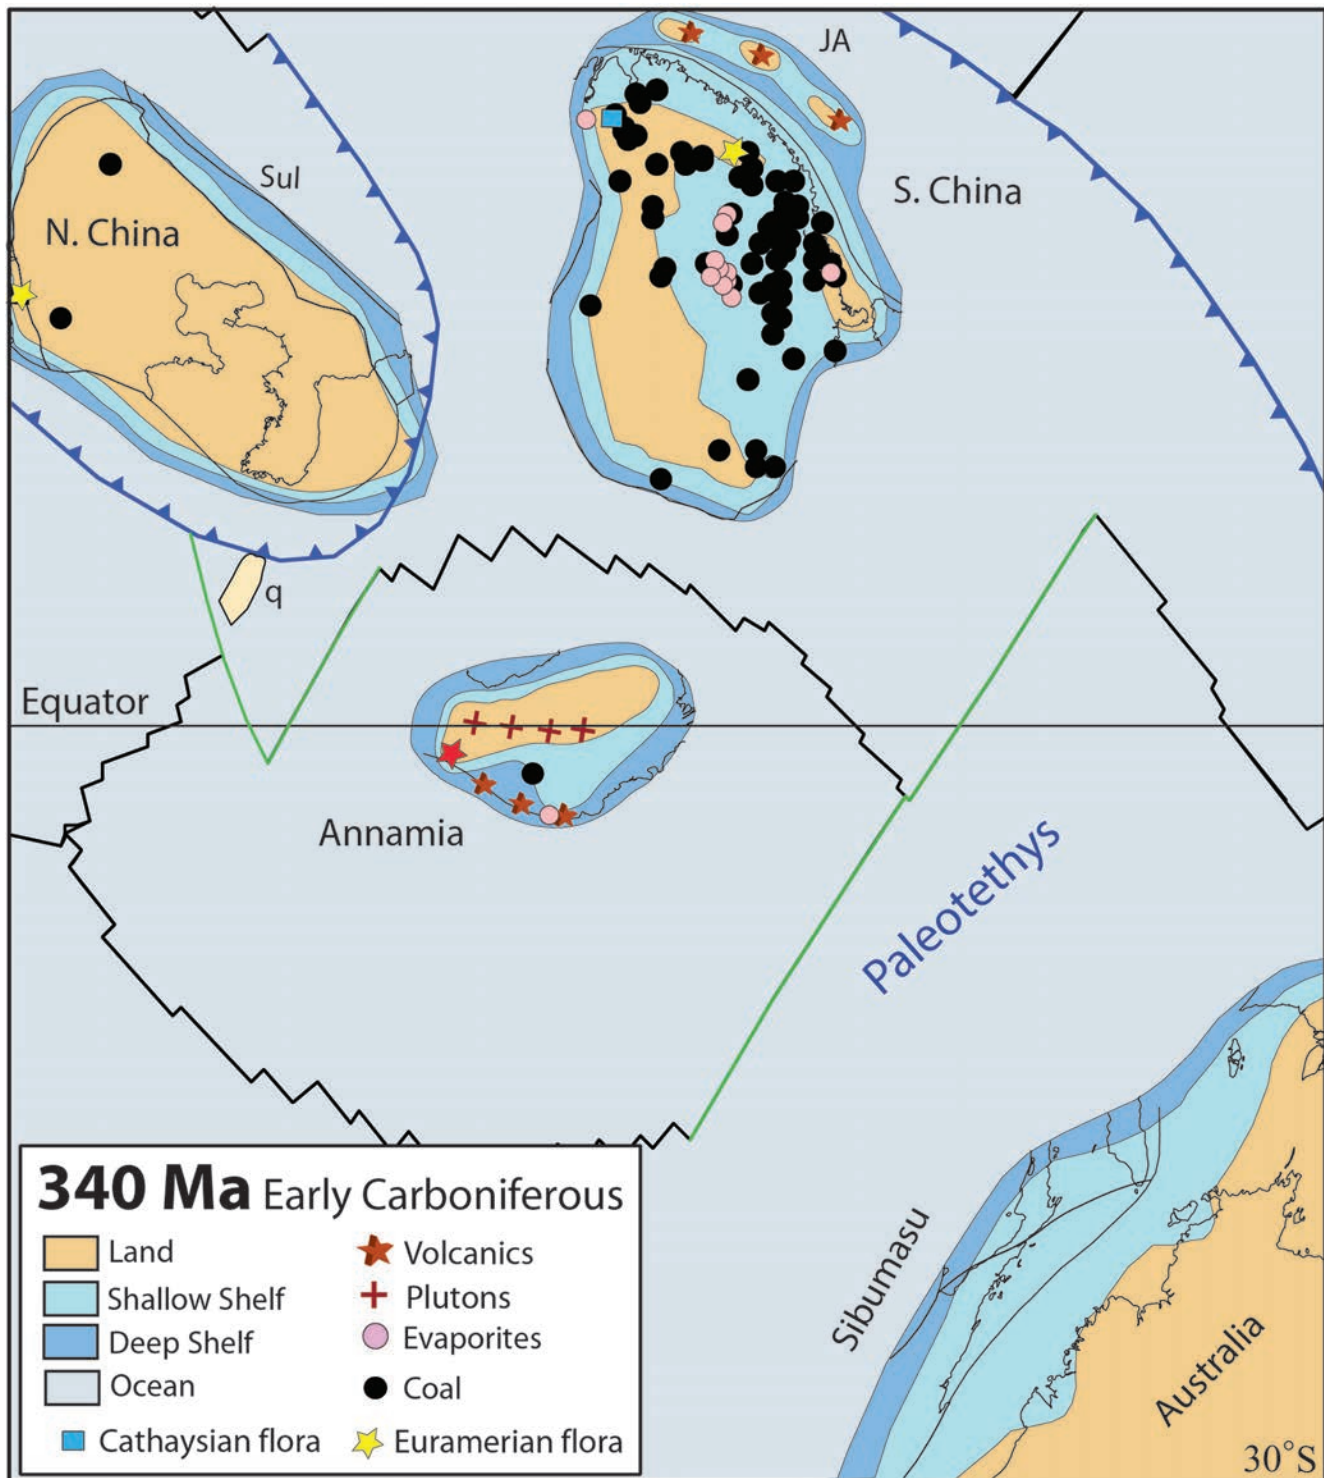 JA
Sul
S. China
N. China
q
Equator
Annamia
Paleotethys
Sibumasu
Australia
30°S
340 Ma Early Carboniferous
Land
Volcanics
Shallow Shelf
Plutons
Deep Shelf
Evaporites
Ocean
Coal
Cathaysian flora
Euramerian flora